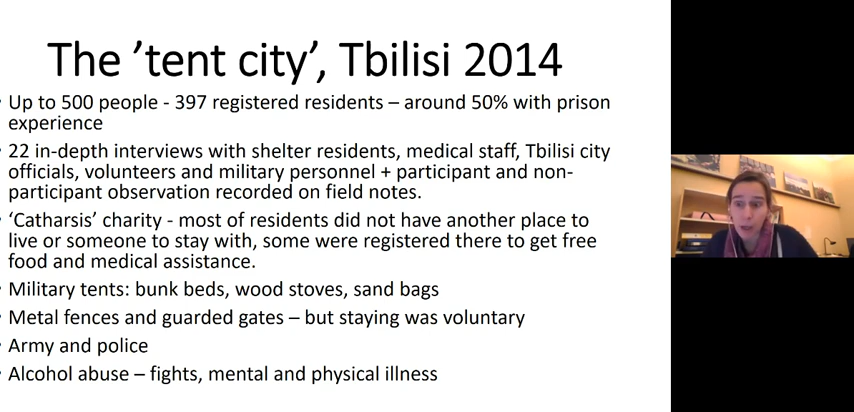 The ’tent city’, Tbilisi 2014
• Up to 500 people - 397 registered residents – around 50% with prison
experience
• 22 in-depth interviews with shelter residents, medical staff, Tbilisi city
officials, volunteers and military personnel + participant and non-
participant observation recorded on field notes.
• ‘Catharsis’ charity - most of residents did not have another place to
live or someone to stay with, some were registered there to get free
food and medical assistance.
• Military tents: bunk beds, wood stoves, sand bags
• Metal fences and guarded gates – but staying was voluntary
• Army and police
• Alcohol abuse – fights, mental and physical illness